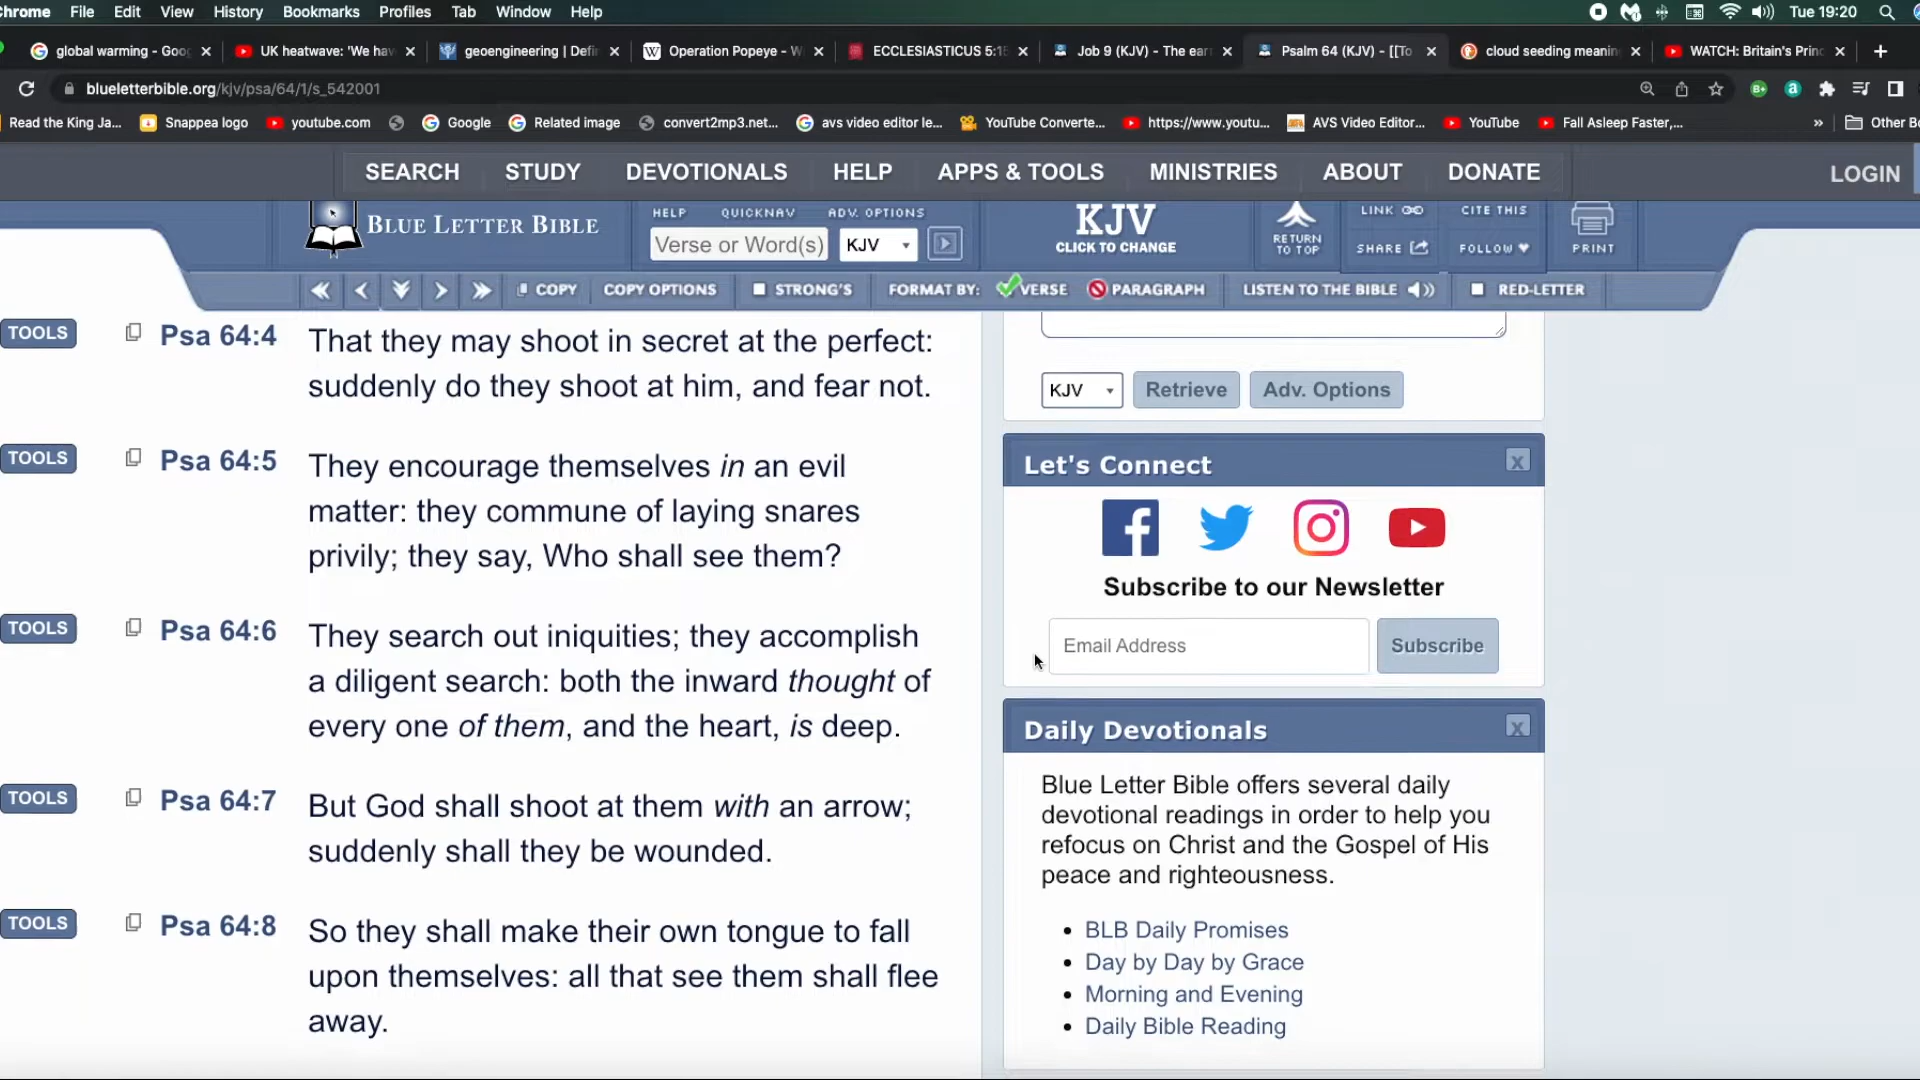 Chrome File Edit View History Bookmarks Profiles Tab Window Help Tue 19:20
global warming - Goo UK heatwave: 'We hav geoengineering | Defi Operation Popeye - W ECCLESIASTICUS 5:1 Job 9 (KJV) - The ear Psalm 64 (KJV) - [[To cloud seeding meanin WATCH: Britain's Princ
blueletterbible.org/kjv/psa/64/1/s_542001
Read the King Ja... Snappea logo youtube.com Google Related image convert2mp3.net... avs video editor le... YouTube Converte... https://www.youtu... AVS Video Editor... YouTube Fall Asleep Faster,... » Other Bo
SEARCH STUDY DEVOTIONALS HELP APPS & TOOLS MINISTRIES ABOUT DONATE LOGIN
HELP QUICKNAV ADV. OPTIONS
BLUE LETTER BIBLE
Verse or Word(s) KJV
KJV
CLICK TO CHANGE
RETURN
TO TOP
LINK CITE THIS
SHARE FOLLOW PRINT
COPY COPY OPTIONS STRONG'S FORMAT BY: VERSE PARAGRAPH LISTEN TO THE BIBLE RED-LETTER
TOOLS Psa 64:4 That they may shoot in secret at the perfect:
suddenly do they shoot at him, and fear not.
TOOLS Psa 64:5 They encourage themselves in an evil
matter: they commune of laying snares
privily; they say, Who shall see them?
TOOLS Psa 64:6 They search out iniquities; they accomplish
a diligent search: both the inward thought of
every one of them, and the heart, is deep.
TOOLS Psa 64:7 But God shall shoot at them with an arrow;
suddenly shall they be wounded.
TOOLS Psa 64:8 So they shall make their own tongue to fall
upon themselves: all that see them shall flee
away.
KJV Retrieve Adv. Options
Let's Connect x
Subscribe to our Newsletter
Email Address Subscribe
Daily Devotionals x
Blue Letter Bible offers several daily
devotional readings in order to help you
refocus on Christ and the Gospel of His
peace and righteousness.
• BLB Daily Promises
• Day by Day by Grace
• Morning and Evening
• Daily Bible Reading